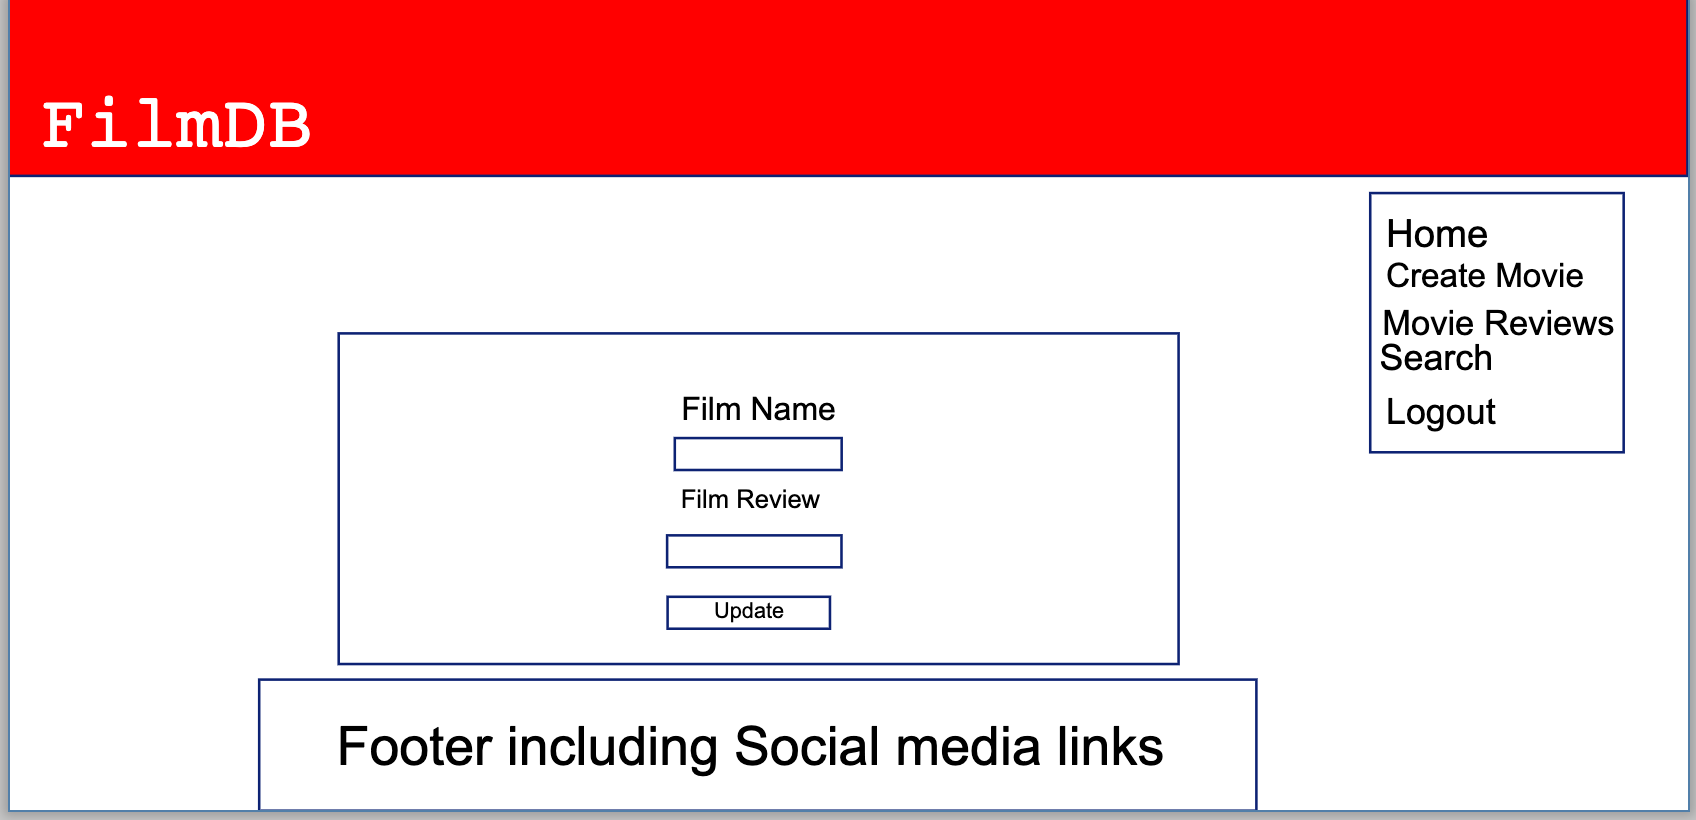 FilmDB
Home
Create Movie
Movie Reviews
Search
Logout
Film Name
Film Review
Update
Footer including Social media links